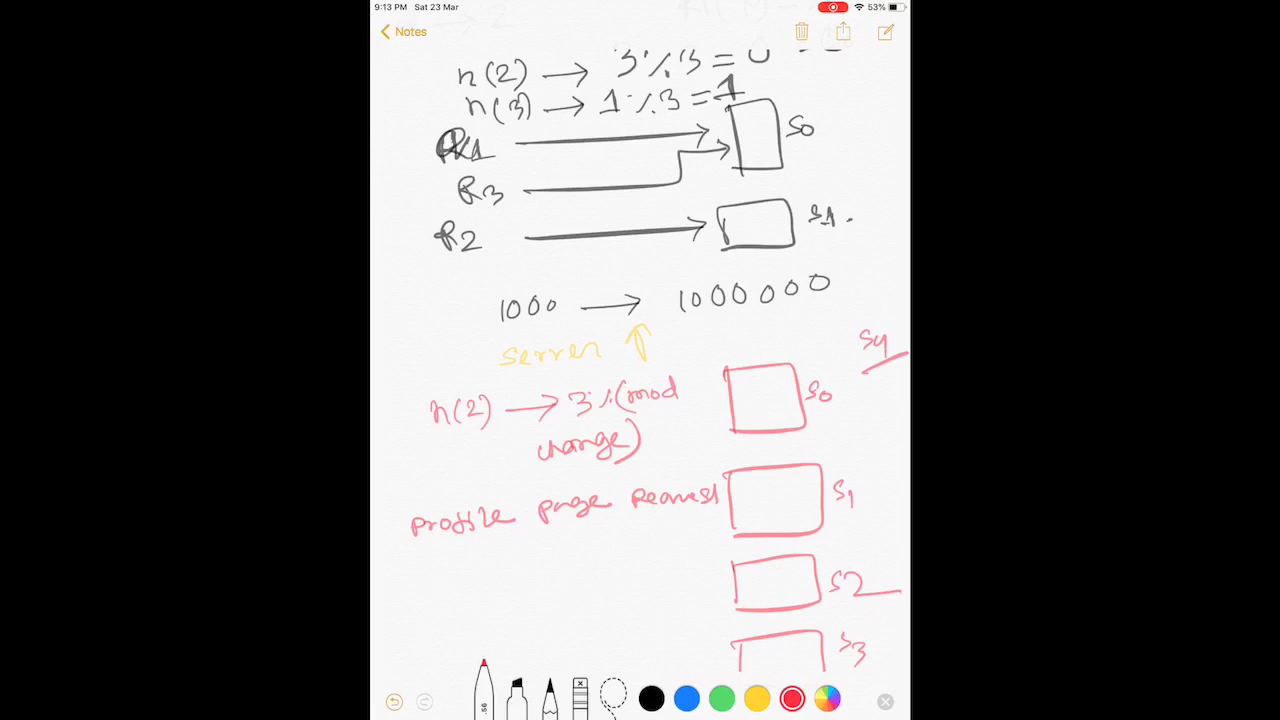 9:13 PM Sat 23 Mar 53%
Notes
h(2) → 3 % 3 = 0
h(3) → 1 % 3 = 1
R1 S0
R3
R2 S1.
1000 → 1000000
server ↑
S4
h(2) → 3 % (mod change) S0
profile page request S1
S2
S3
.50